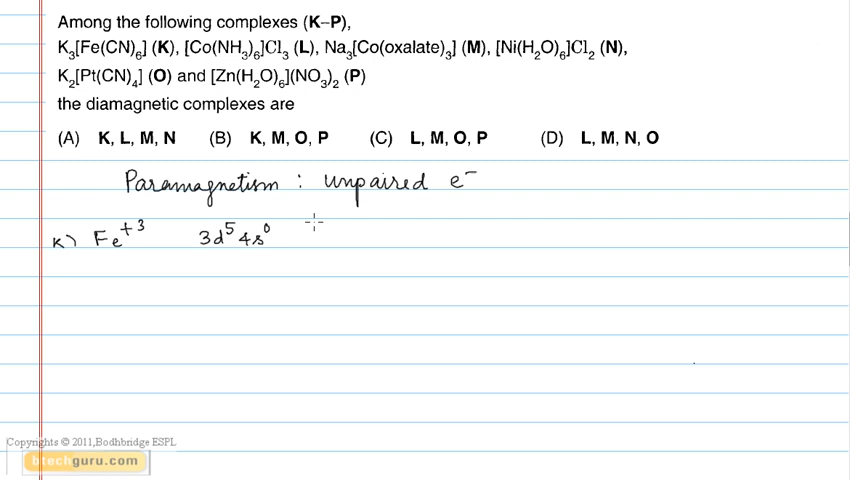 Among the following complexes (K–P),
K₃[Fe(CN)₆] (K), [Co(NH₃)₆]Cl₃ (L), Na₃[Co(oxalate)₃] (M), [Ni(H₂O)₆]Cl₂ (N),
K₂[Pt(CN)₄] (O) and [Zn(H₂O)₆](NO₃)₂ (P)
the diamagnetic complexes are
(A) K, L, M, N (B) K, M, O, P (C) L, M, O, P (D) L, M, N, O
Paramagnetism : unpaired e⁻
K) Fe⁺³ 3d⁵ 4s⁰
Copyrights © 2011,Bodhbridge ESPL
btechguru.com